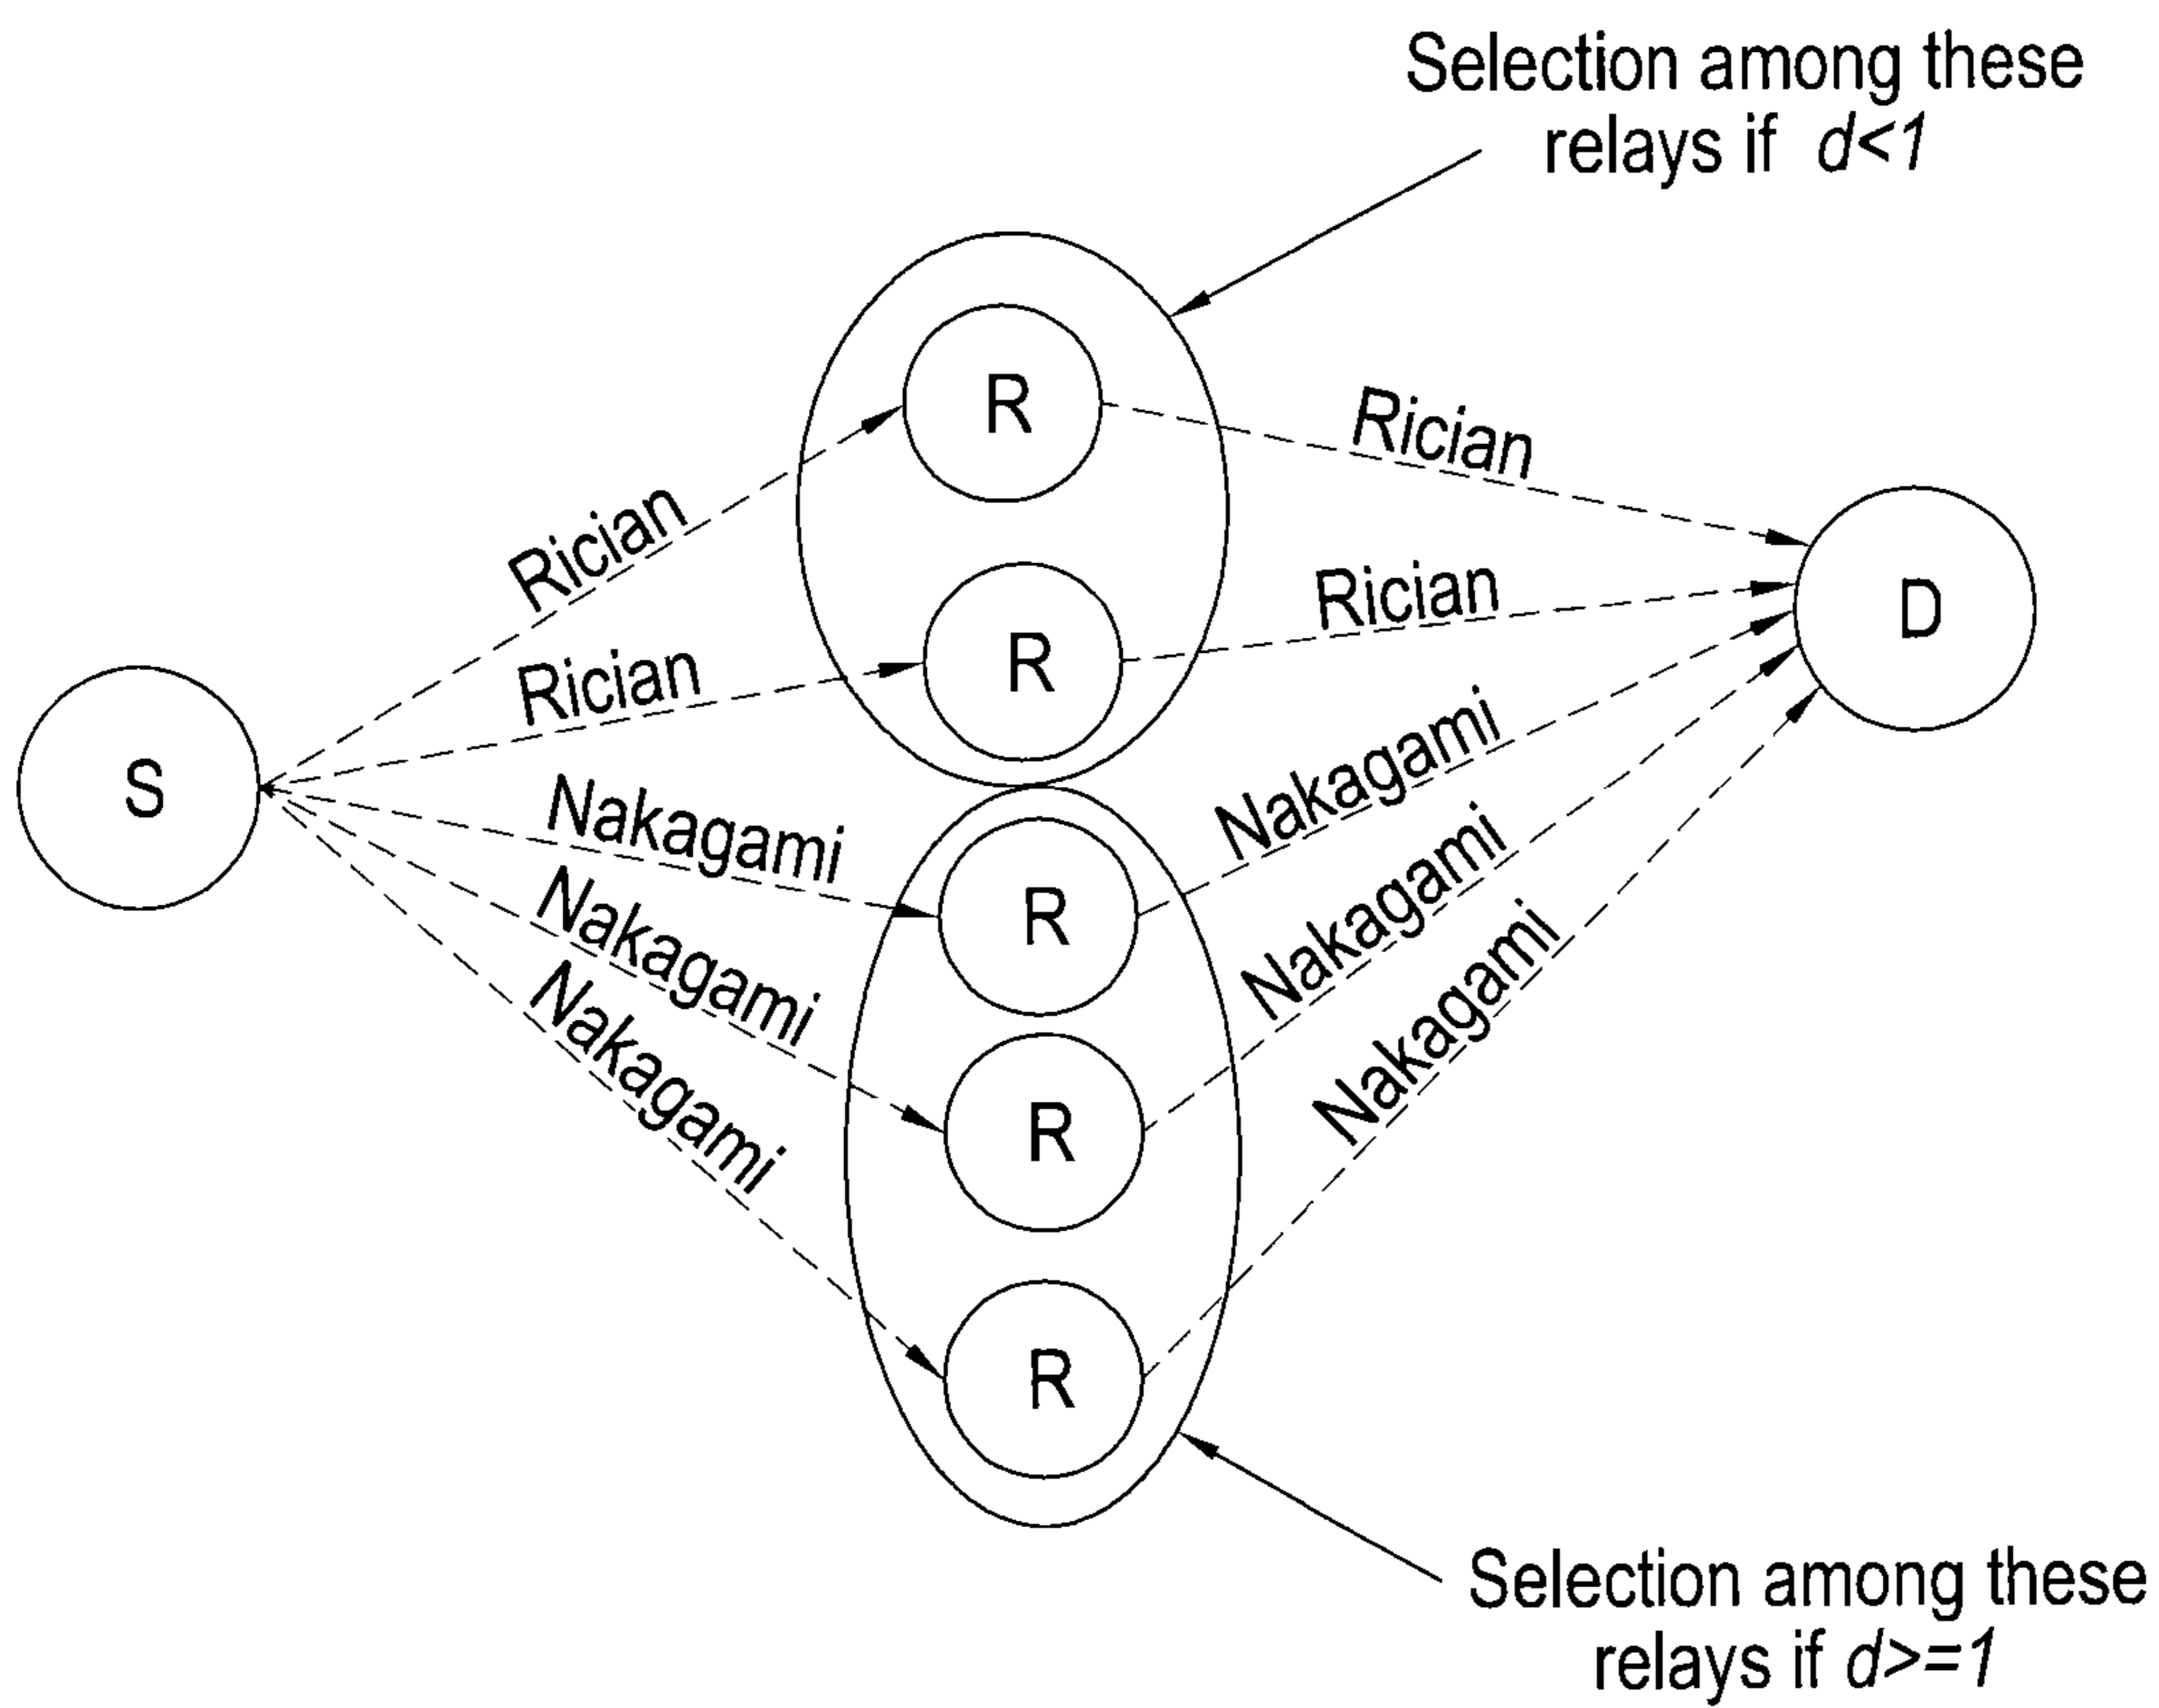 Selection among these
relays if d<1
R
Rician
Rician
Rician
D
R
Rician
S
Nakagami
Nakagami
R
Nakagami
Nakagami
Nakagami
Nakagami
R
R
Selection among these
relays if d>=1